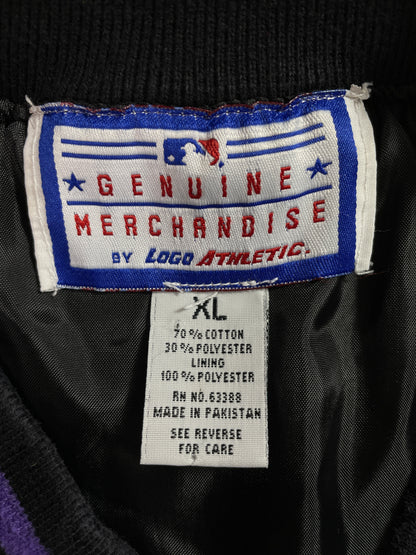 GENUINE
MERCHANDISE
BY LOGO ATHLETIC.
XL
70% COTTON
30% POLYESTER
LINING
100% POLYESTER
RN NO.63388
MADE IN PAKISTAN
SEE REVERSE
FOR CARE